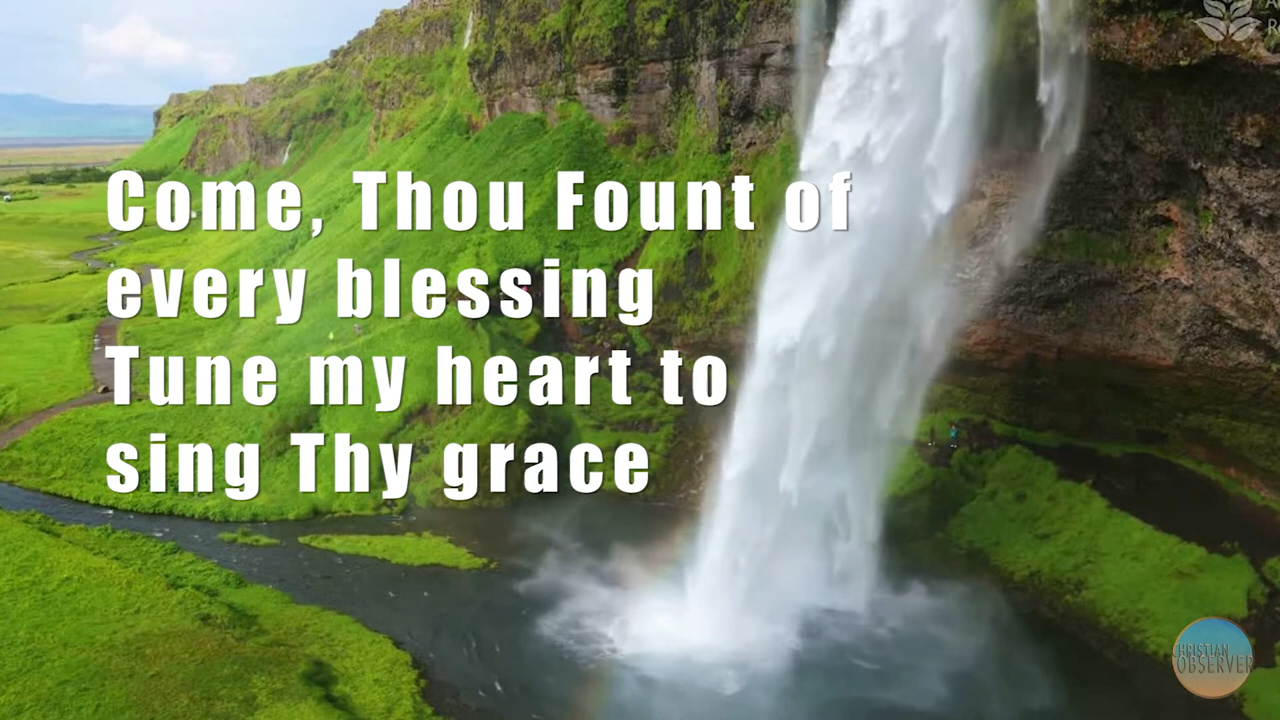 Come, Thou Fount of
every blessing
Tune my heart to
sing Thy grace
CHRISTIAN
OBSERVER